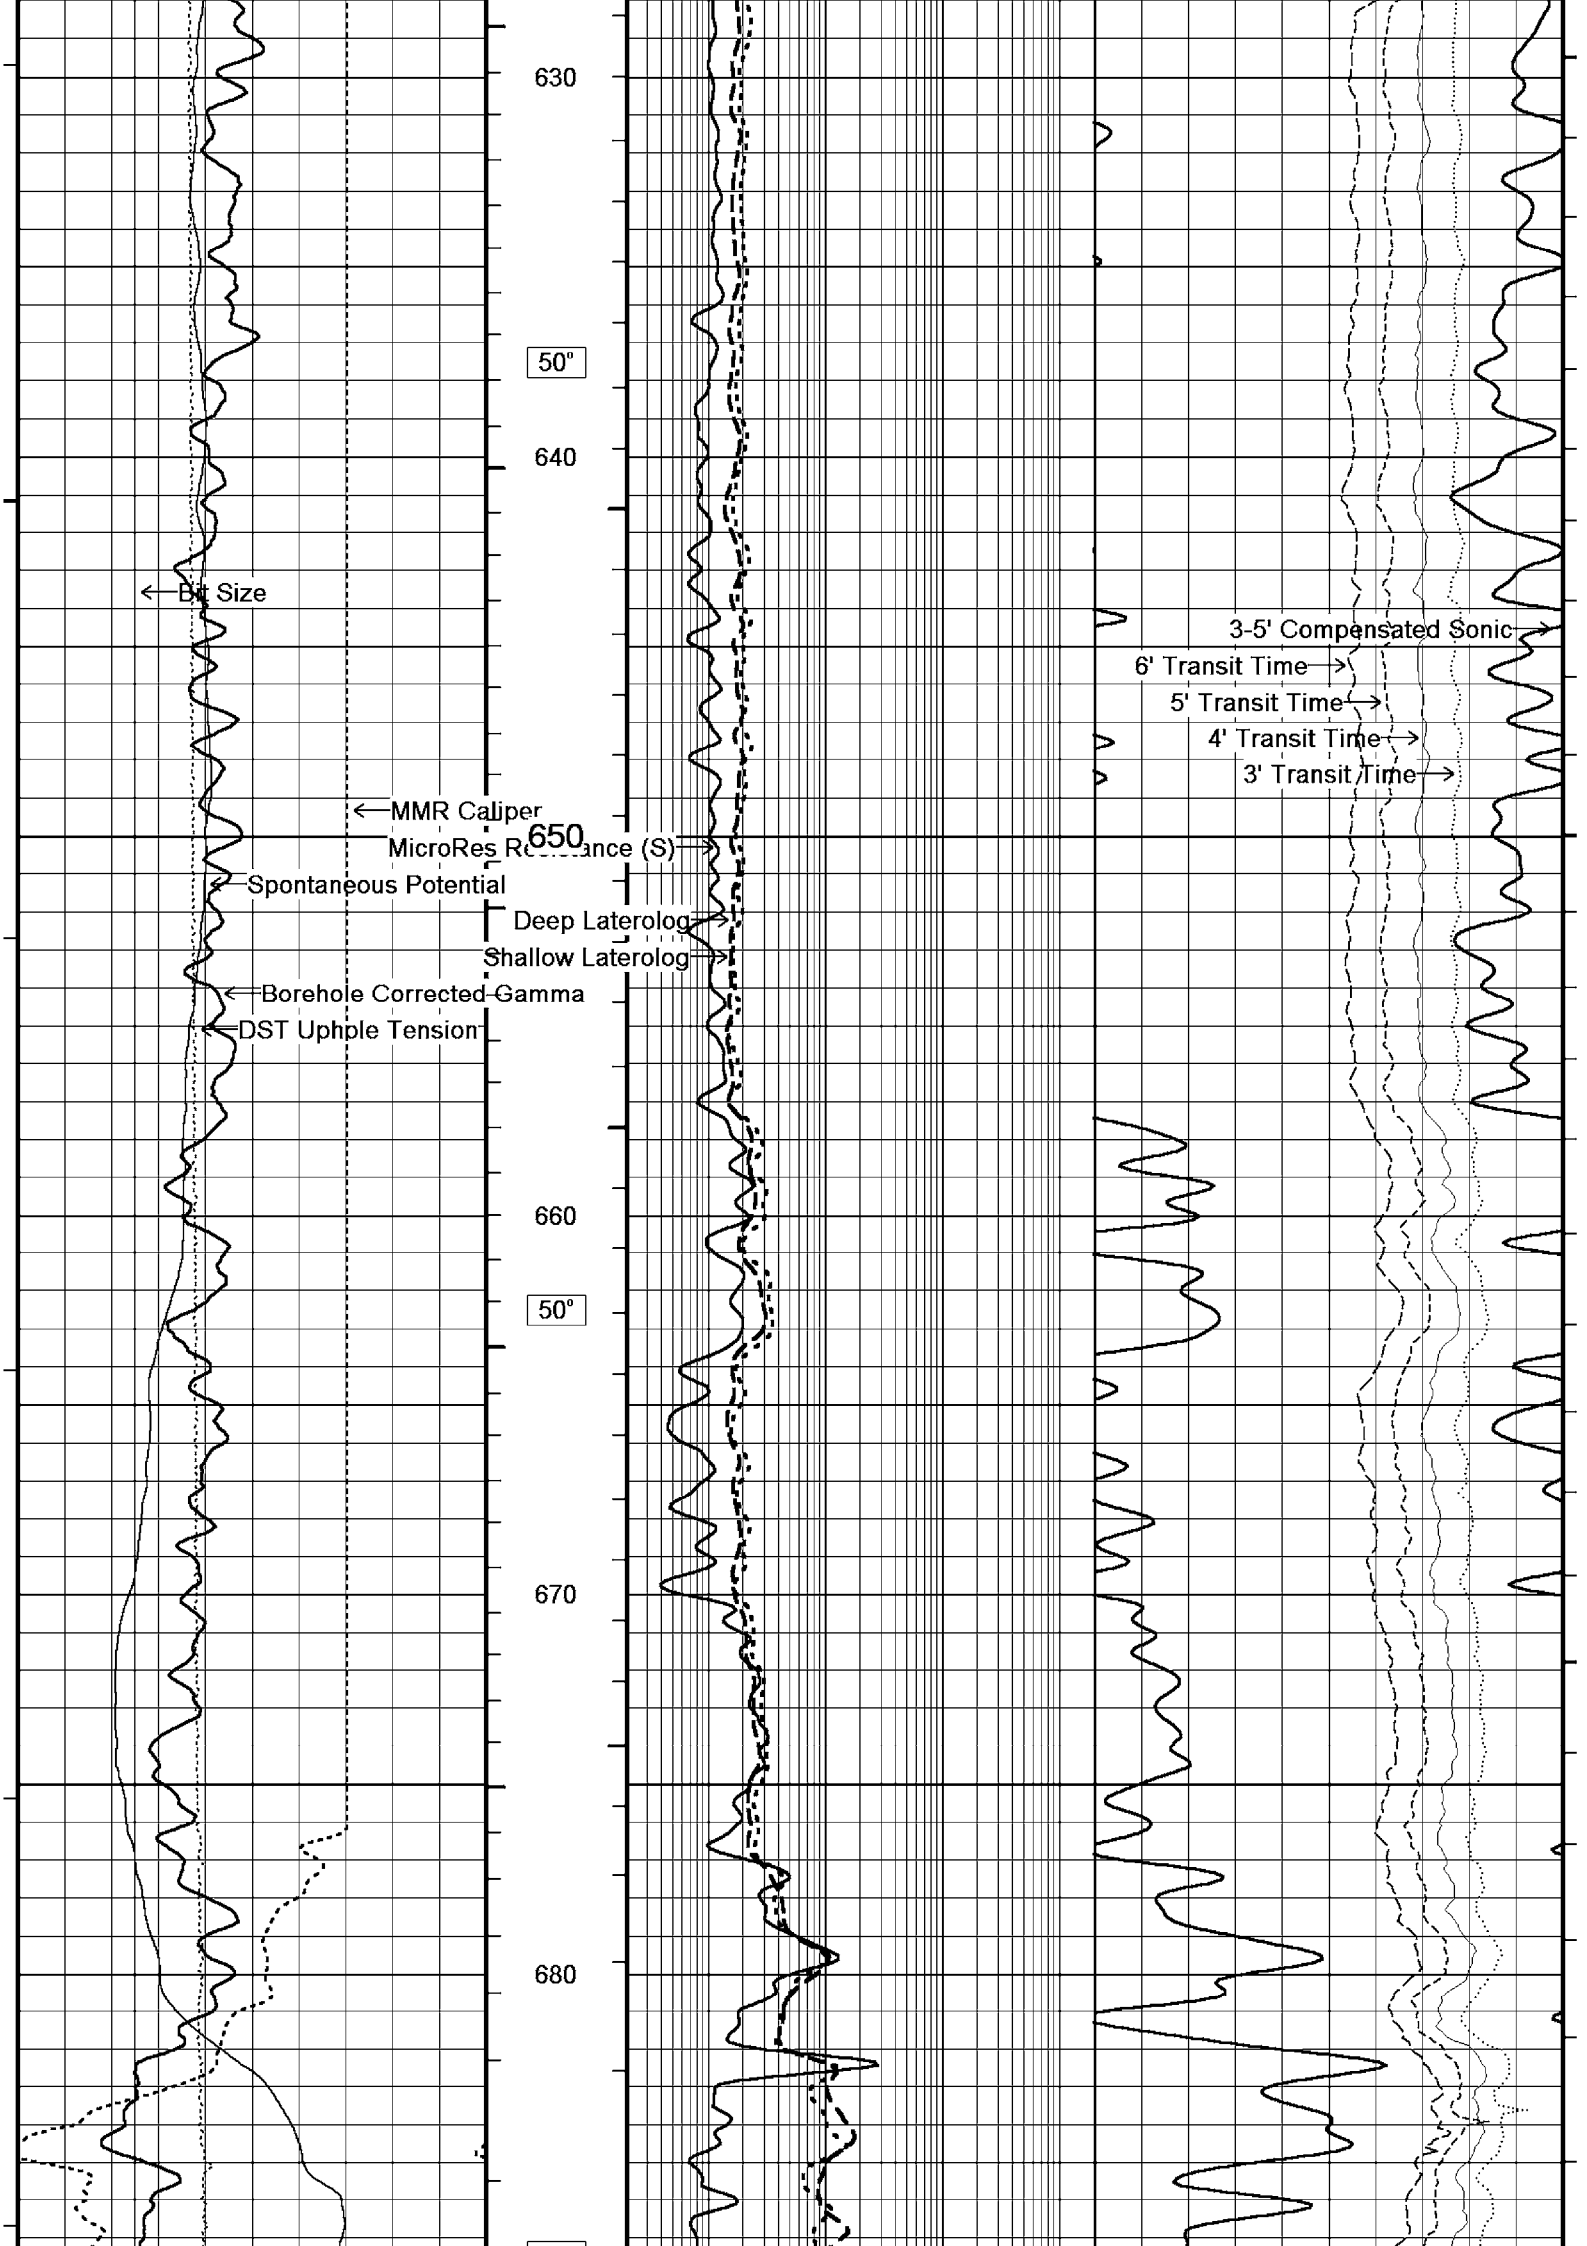 630
50°
640
Bit Size
3-5' Compensated Sonic
6' Transit Time
5' Transit Time
4' Transit Time
3' Transit Time
MMR Caliper
650
MicroRes Resistance (S)
Spontaneous Potential
Deep Laterolog
Shallow Laterolog
Borehole Corrected Gamma
DST Uphole Tension
660
50°
670
680